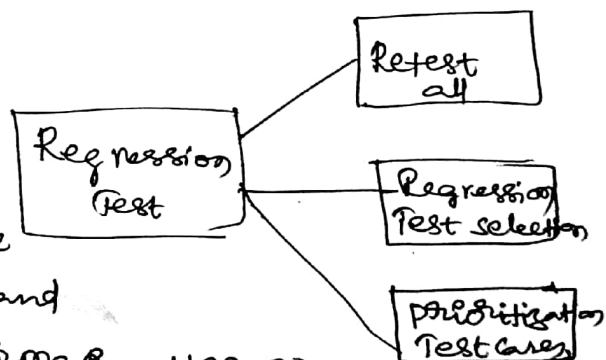 Retest
all
Regression
Test
Regression
Test selection
and
prioritization
Test cases